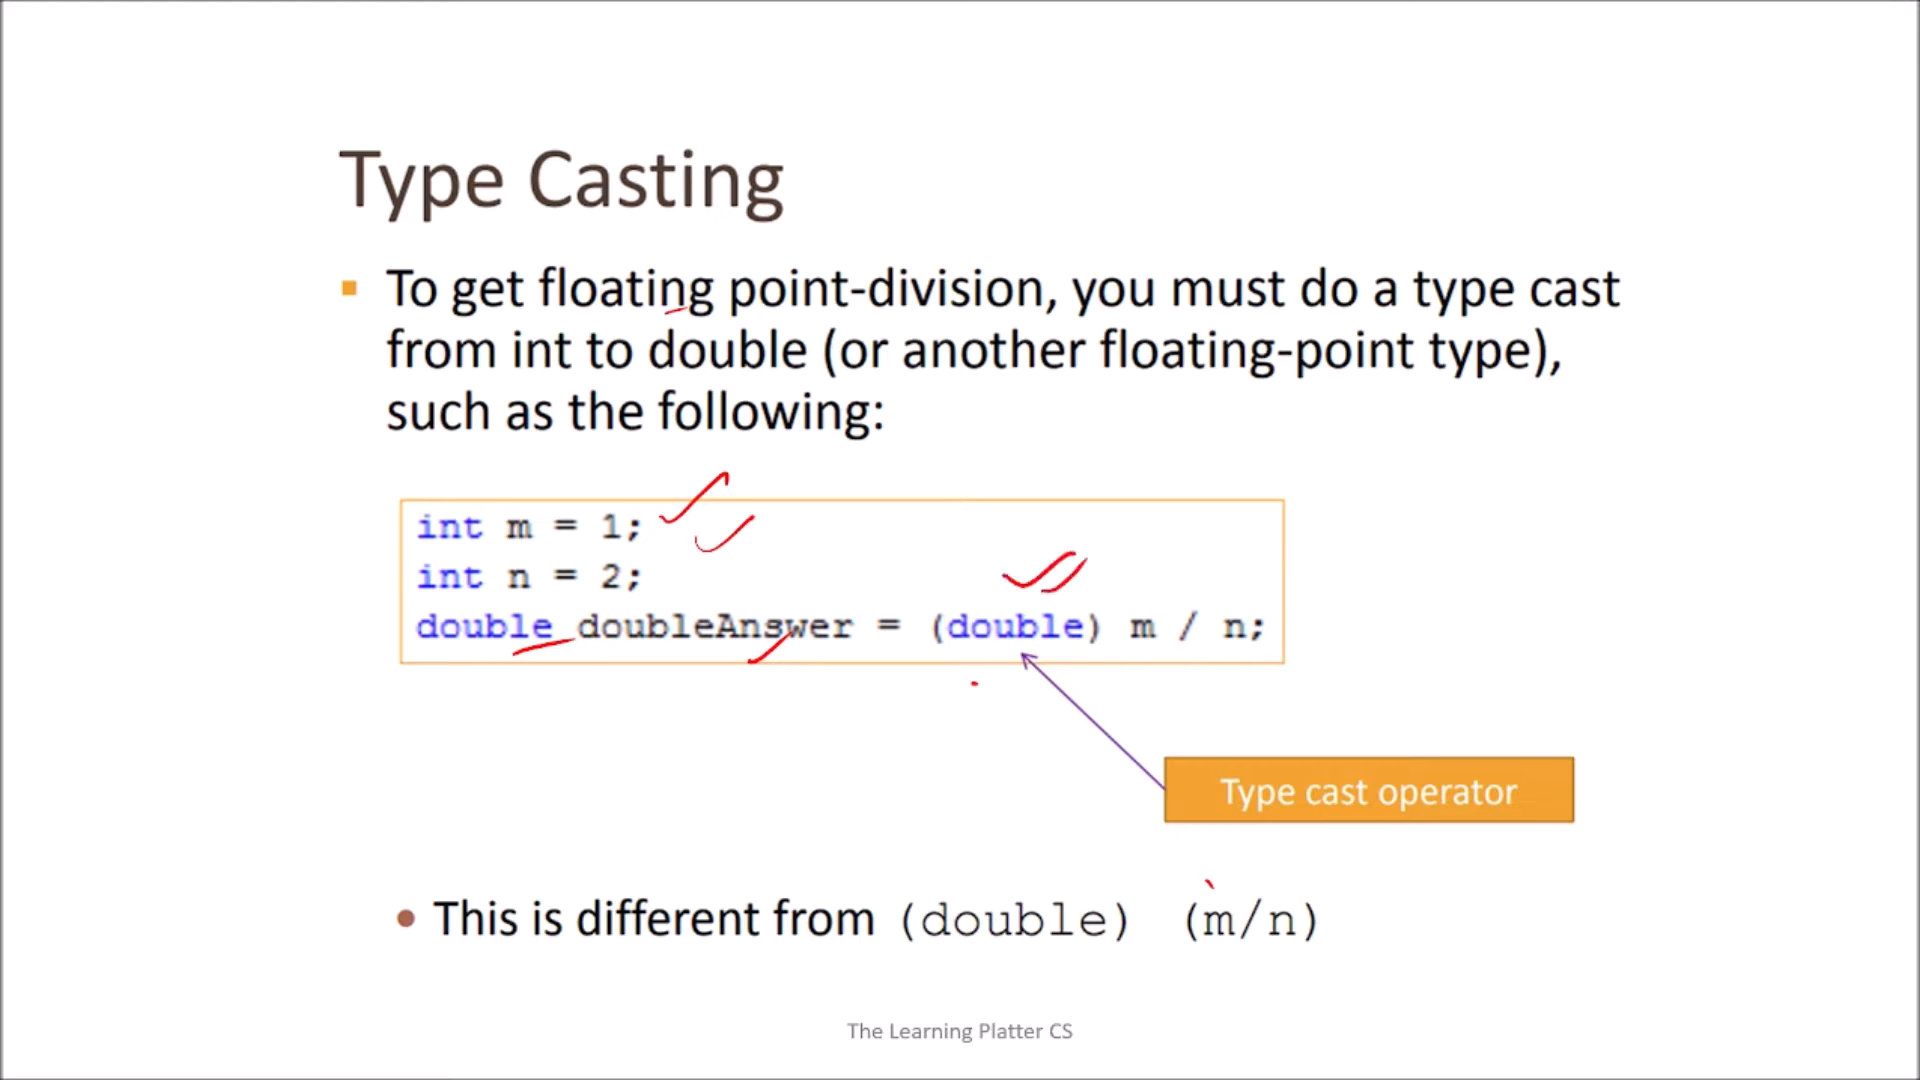 Type Casting
To get floating point-division, you must do a type cast
from int to double (or another floating-point type),
such as the following:
int m = 1;
int n = 2;
double doubleAnswer = (double) m / n;
Type cast operator
This is different from (double) (m/n)
The Learning Platter CS